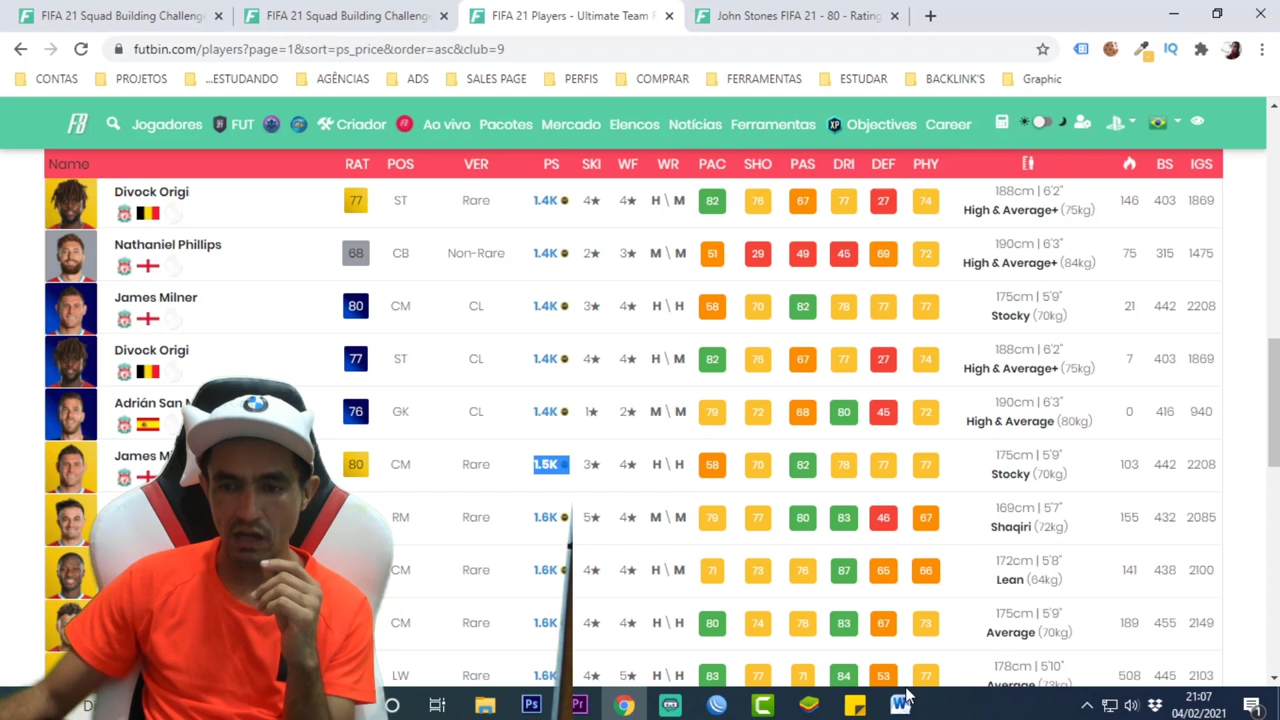 FIFA 21 Squad Building Challenge
FIFA 21 Squad Building Challenge
FIFA 21 Players - Ultimate Team F
John Stones FIFA 21 - 80 - Rating
futbin.com/players?page=1&sort=ps_price&order=asc&club=9
CONTAS PROJETOS ...ESTUDANDO AGÊNCIAS ADS SALES PAGE PERFIS COMPRAR FERRAMENTAS ESTUDAR BACKLINK'S Graphic
Jogadores FUT Criador Ao vivo Pacotes Mercado Elencos Notícias Ferramentas XP Objectives Career
Name RAT POS VER PS SKI WF WR PAC SHO PAS DRI DEF PHY BS IGS
Divock Origi 77 ST Rare 1.4K 4★ 4★ H \ M 82 76 67 77 27 74 188cm | 6'2" High & Average+ (75kg) 146 403 1869
Nathaniel Phillips 68 CB Non-Rare 1.4K 2★ 3★ M \ M 51 29 49 45 69 72 190cm | 6'3" High & Average+ (84kg) 75 315 1475
James Milner 80 CM CL 1.4K 3★ 4★ H \ H 58 70 82 78 77 77 175cm | 5'9" Stocky (70kg) 21 442 2208
Divock Origi 77 ST CL 1.4K 4★ 4★ H \ M 82 76 67 77 27 74 188cm | 6'2" High & Average+ (75kg) 7 403 1869
Adrián San 76 GK CL 1.4K 1★ 2★ M \ M 79 72 68 80 45 72 190cm | 6'3" High & Average (80kg) 0 416 940
James 80 CM Rare 1.5K 3★ 4★ H \ H 58 70 82 78 77 77 175cm | 5'9" Stocky (70kg) 103 442 2208
RM Rare 1.6K 5★ 4★ M \ M 79 77 80 83 46 67 169cm | 5'7" Shaqiri (72kg) 155 432 2085
CM Rare 1.6K 4★ H \ M 71 73 76 87 65 66 172cm | 5'8" Lean (64kg) 141 438 2100
CM Rare 1.6K 4★ 4★ H \ H 80 74 78 83 67 73 175cm | 5'9" Average (70kg) 189 455 2149
LW Rare 1.6K 4★ 5★ H \ H 83 77 71 84 53 77 178cm | 5'10" Average (73kg) 508 445 2103
Ps Pr W
21:07
04/02/2021
1